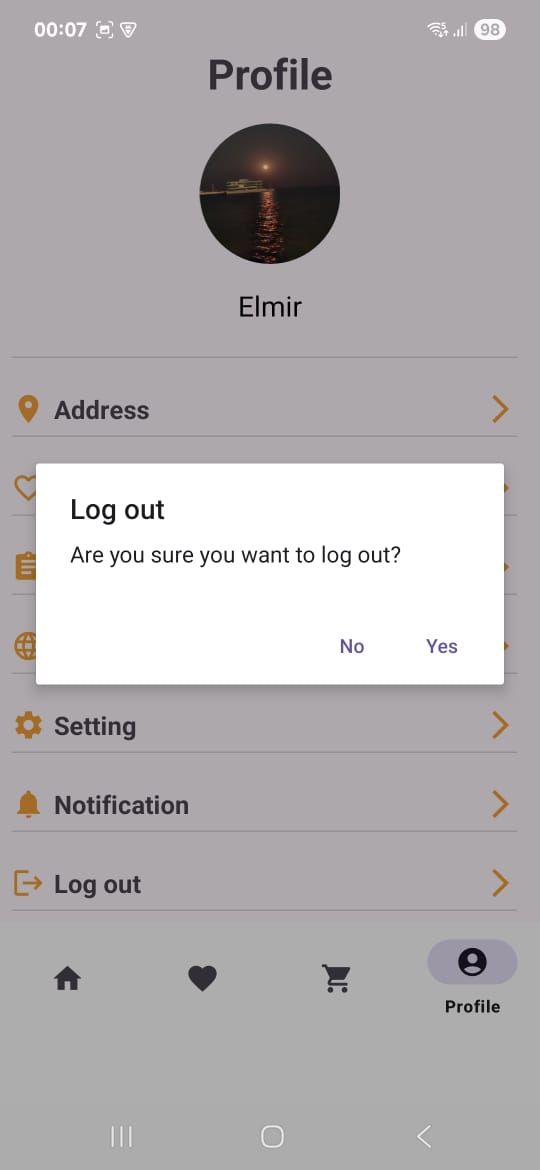 00:07
5
98
Profile
Elmir
Address
Log out
Are you sure you want to log out?
No Yes
Setting
Notification
Log out
Profile